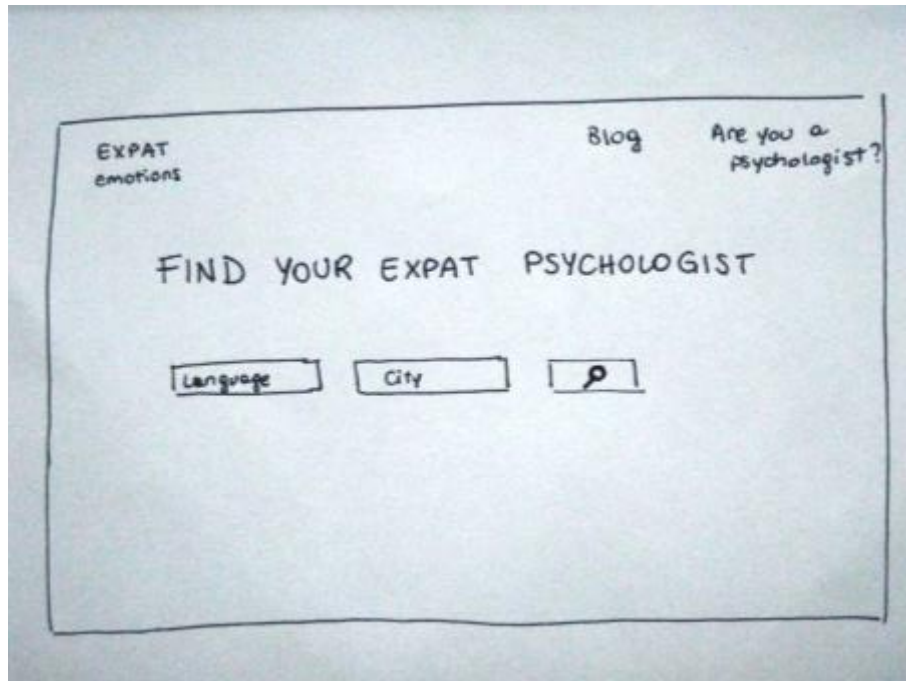 EXPAT
emotions
Blog
Are you a
psychologist?
FIND YOUR EXPAT PSYCHOLOGIST
Language
City